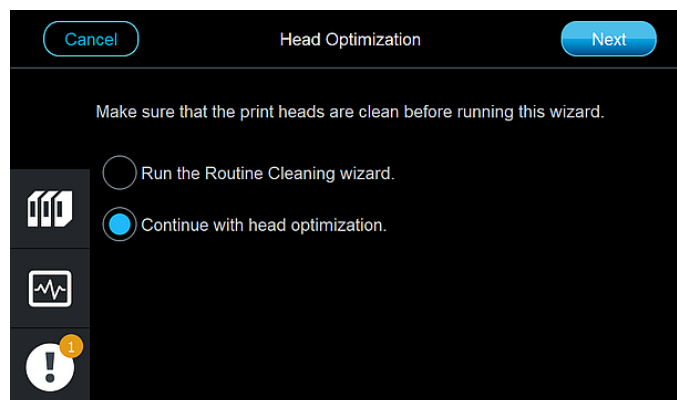 Cancel
Head Optimization
Next
Make sure that the print heads are clean before running this wizard.
Run the Routine Cleaning wizard.
Continue with head optimization.
1